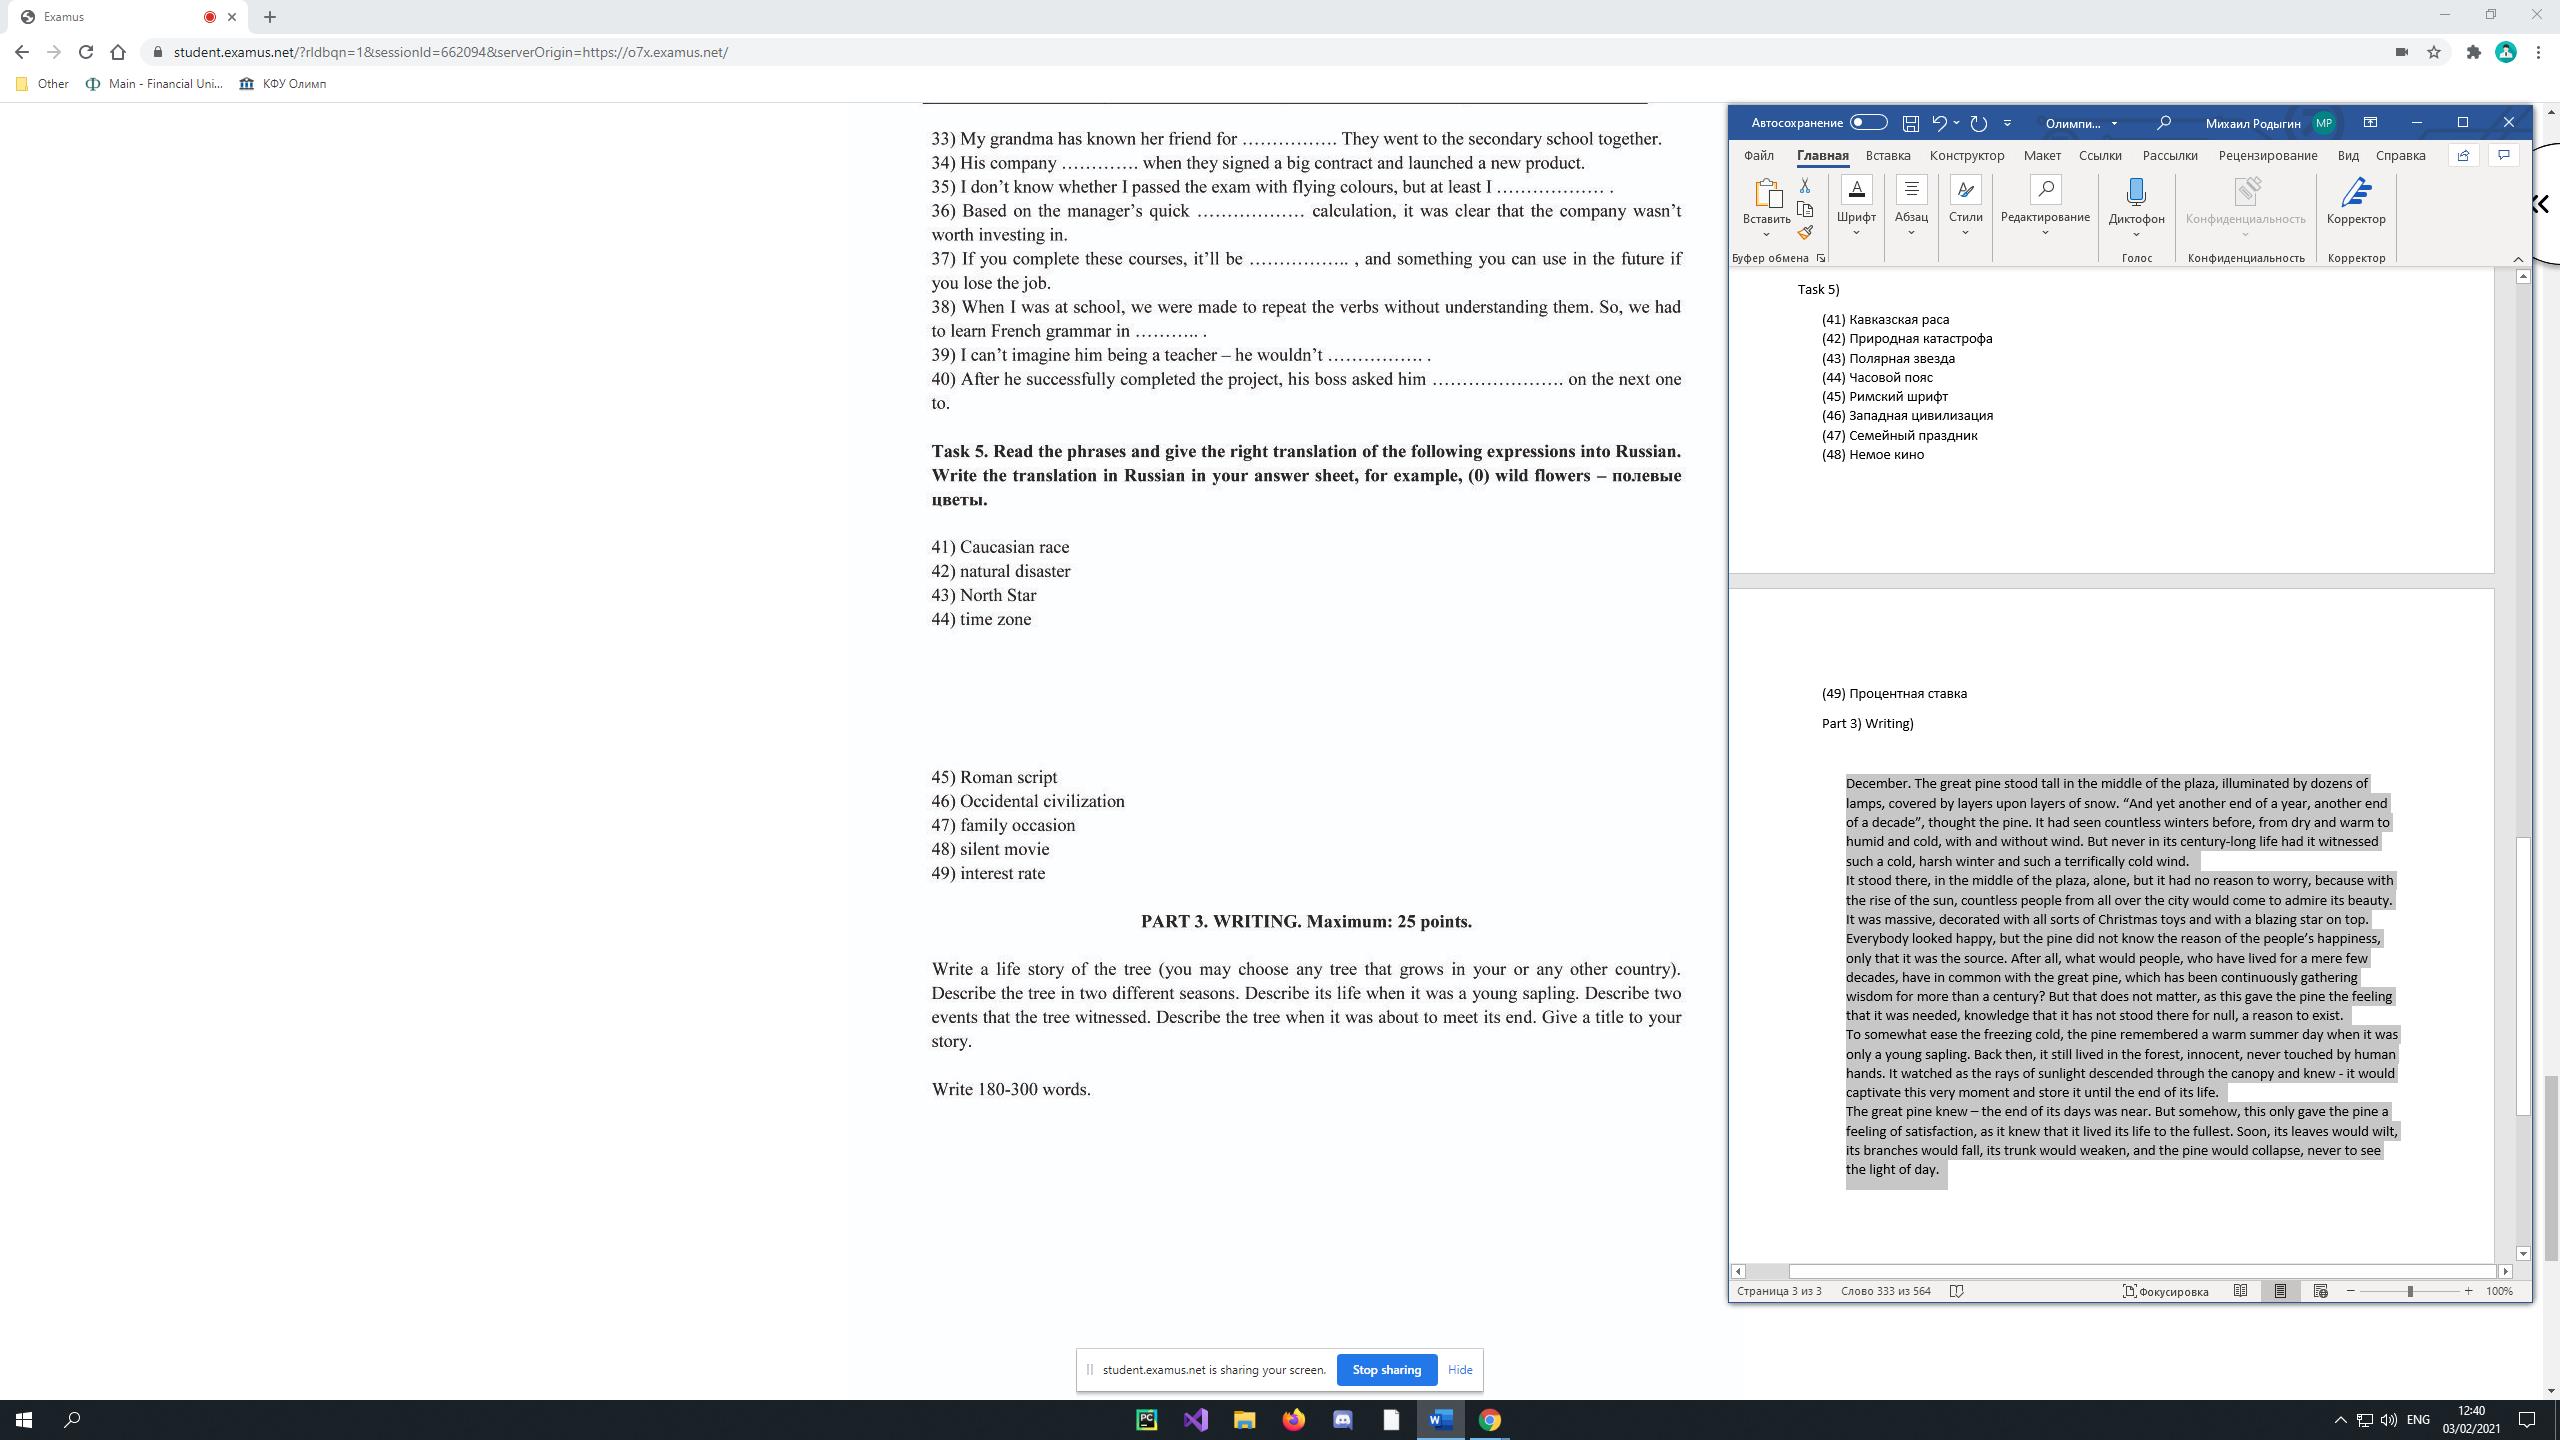 Examus
student.examus.net/?rldbqn=1&sessionId=662094&serverOrigin=https://o7x.examus.net/
Other
Main - Financial Uni...
КФУ Олимп
33) My grandma has known her friend for ……………. They went to the secondary school together.
34) His company …………. when they signed a big contract and launched a new product.
35) I don't know whether I passed the exam with flying colours, but at least I ……………… .
36) Based on the manager's quick ……………… calculation, it was clear that the company wasn't
worth investing in.
37) If you complete these courses, it'll be …………….. , and something you can use in the future if
you lose the job.
38) When I was at school, we were made to repeat the verbs without understanding them. So, we had
to learn French grammar in ……….. .
39) I can't imagine him being a teacher – he wouldn't ……………. .
40) After he successfully completed the project, his boss asked him …………………. on the next one
to.
Task 5. Read the phrases and give the right translation of the following expressions into Russian.
Write the translation in Russian in your answer sheet, for example, (0) wild flowers – полевые
цветы.
41) Caucasian race
42) natural disaster
43) North Star
44) time zone
45) Roman script
46) Occidental civilization
47) family occasion
48) silent movie
49) interest rate
PART 3. WRITING. Maximum: 25 points.
Write a life story of the tree (you may choose any tree that grows in your or any other country).
Describe the tree in two different seasons. Describe its life when it was a young sapling. Describe two
events that the tree witnessed. Describe the tree when it was about to meet its end. Give a title to your
story.
Write 180-300 words.
Автосохранение
Олимпи...
Михаил Родыгин
МР
Файл
Главная
Вставка
Конструктор
Макет
Ссылки
Рассылки
Рецензирование
Вид
Справка
Вставить
Шрифт
Абзац
Стили
Редактирование
Диктофон
Конфиденциальность
Корректор
Буфер обмена
Голос
Конфиденциальность
Корректор
Task 5)
(41) Кавказская раса
(42) Природная катастрофа
(43) Полярная звезда
(44) Часовой пояс
(45) Римский шрифт
(46) Западная цивилизация
(47) Семейный праздник
(48) Немое кино
(49) Процентная ставка
Part 3) Writing)
December. The great pine stood tall in the middle of the plaza, illuminated by dozens of
lamps, covered by layers upon layers of snow. “And yet another end of a year, another end
of a decade”, thought the pine. It had seen countless winters before, from dry and warm to
humid and cold, with and without wind. But never in its century-long life had it witnessed
such a cold, harsh winter and such a terrifically cold wind.
It stood there, in the middle of the plaza, alone, but it had no reason to worry, because with
the rise of the sun, countless people from all over the city would come to admire its beauty.
It was massive, decorated with all sorts of Christmas toys and with a blazing star on top.
Everybody looked happy, but the pine did not know the reason of the people's happiness,
only that it was the source. After all, what would people, who have lived for a mere few
decades, have in common with the great pine, which has been continuously gathering
wisdom for more than a century? But that does not matter, as this gave the pine the feeling
that it was needed, knowledge that it has not stood there for null, a reason to exist.
To somewhat ease the freezing cold, the pine remembered a warm summer day when it was
only a young sapling. Back then, it still lived in the forest, innocent, never touched by human
hands. It watched as the rays of sunlight descended through the canopy and knew - it would
captivate this very moment and store it until the end of its life.
The great pine knew – the end of its days was near. But somehow, this only gave the pine a
feeling of satisfaction, as it knew that it lived its life to the fullest. Soon, its leaves would wilt,
its branches would fall, its trunk would weaken, and the pine would collapse, never to see
the light of day.
Страница 3 из 3
Слово 333 из 564
Фокусировка
100%
student.examus.net is sharing your screen.
Stop sharing
Hide
PC
ENG
12:40
03/02/2021